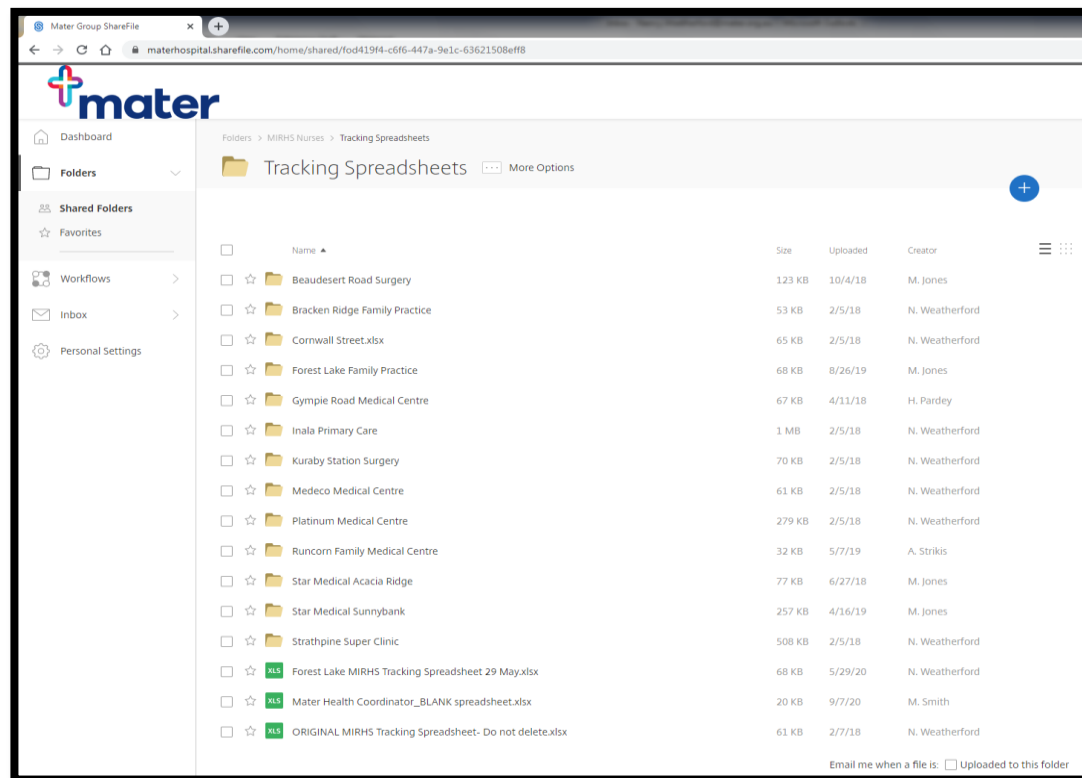 Mater Group ShareFile
materhospital.sharefile.com/home/shared/fod419f4-c6f6-447a-9e1c-63621508eff8
mater
Dashboard
Folders
Shared Folders
Favorites
Workflows
Inbox
Personal Settings
Folders > MIRHS Nurses > Tracking Spreadsheets
Tracking Spreadsheets More Options
Name Size Uploaded Creator
Beaudesert Road Surgery 123 KB 10/4/18 M. Jones
Bracken Ridge Family Practice 53 KB 2/5/18 N. Weatherford
Cornwall Street.xlsx 65 KB 2/5/18 N. Weatherford
Forest Lake Family Practice 68 KB 8/26/19 M. Jones
Gympie Road Medical Centre 67 KB 4/11/18 H. Pardey
Inala Primary Care 1 MB 2/5/18 N. Weatherford
Kuraby Station Surgery 70 KB 2/5/18 N. Weatherford
Medeco Medical Centre 61 KB 2/5/18 N. Weatherford
Platinum Medical Centre 279 KB 2/5/18 N. Weatherford
Runcorn Family Medical Centre 32 KB 5/7/19 A. Strikis
Star Medical Acacia Ridge 77 KB 6/27/18 M. Jones
Star Medical Sunnybank 257 KB 4/16/19 M. Jones
Strathpine Super Clinic 508 KB 2/5/18 N. Weatherford
XLS Forest Lake MIRHS Tracking Spreadsheet 29 May.xlsx 68 KB 5/29/20 N. Weatherford
XLS Mater Health Coordinator_BLANK spreadsheet.xlsx 20 KB 9/7/20 M. Smith
XLS ORIGINAL MIRHS Tracking Spreadsheet- Do not delete.xlsx 61 KB 2/7/18 N. Weatherford
Email me when a file is: Uploaded to this folder